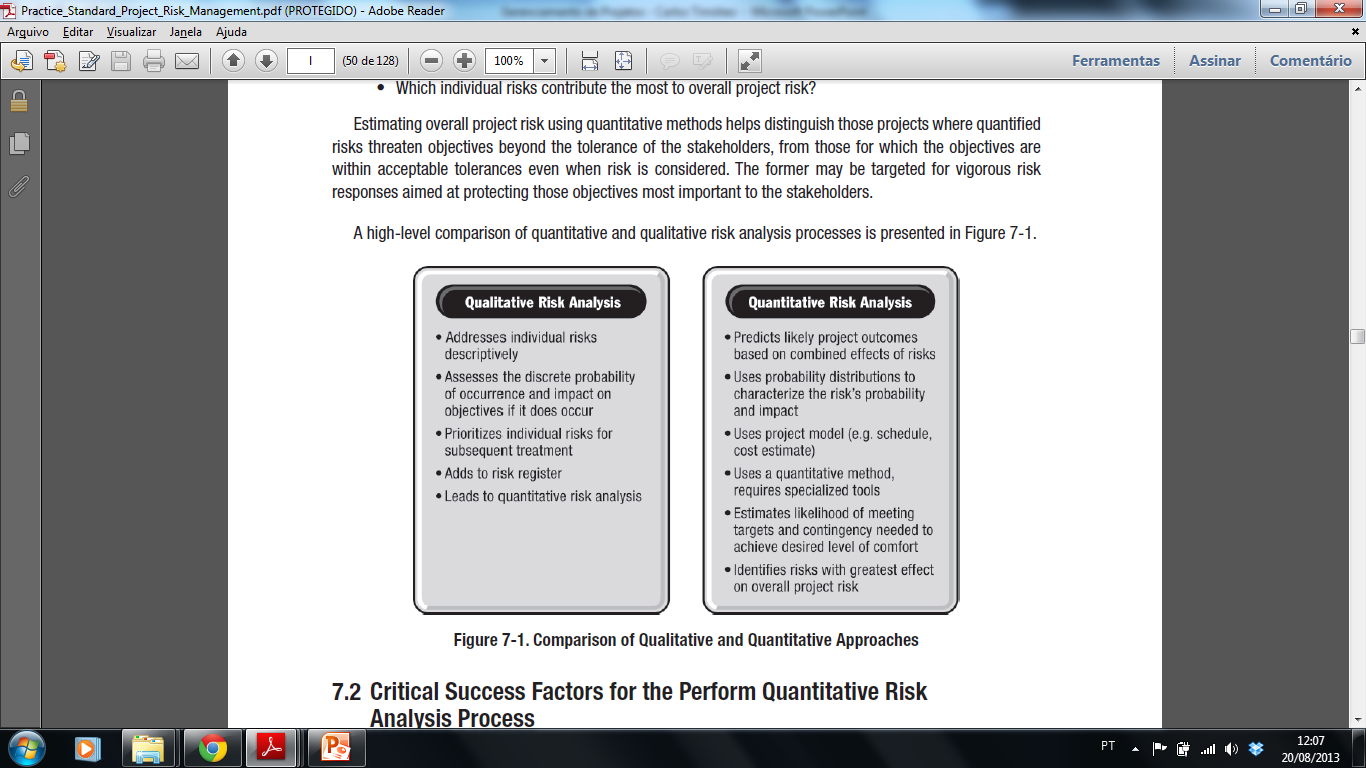 Practice_Standard_Project_Risk_Management.pdf (PROTEGIDO) - Adobe Reader
Arquivo Editar Visualizar Janela Ajuda
I (50 de 128) 100% Ferramentas Assinar Comentário
• Which individual risks contribute the most to overall project risk?
Estimating overall project risk using quantitative methods helps distinguish those projects where quantified
risks threaten objectives beyond the tolerance of the stakeholders, from those for which the objectives are
within acceptable tolerances even when risk is considered. The former may be targeted for vigorous risk
responses aimed at protecting those objectives most important to the stakeholders.
A high-level comparison of quantitative and qualitative risk analysis processes is presented in Figure 7-1.
Qualitative Risk Analysis
• Addresses individual risks
descriptively
• Assesses the discrete probability
of occurrence and impact on
objectives if it does occur
• Prioritizes individual risks for
subsequent treatment
• Adds to risk register
• Leads to quantitative risk analysis
Quantitative Risk Analysis
• Predicts likely project outcomes
based on combined effects of risks
• Uses probability distributions to
characterize the risk's probability
and impact
• Uses project model (e.g. schedule,
cost estimate)
• Uses a quantitative method,
requires specialized tools
• Estimates likelihood of meeting
targets and contingency needed to
achieve desired level of comfort
• Identifies risks with greatest effect
on overall project risk
Figure 7-1. Comparison of Qualitative and Quantitative Approaches
7.2 Critical Success Factors for the Perform Quantitative Risk
Analysis Process
PT
12:07
20/08/2013